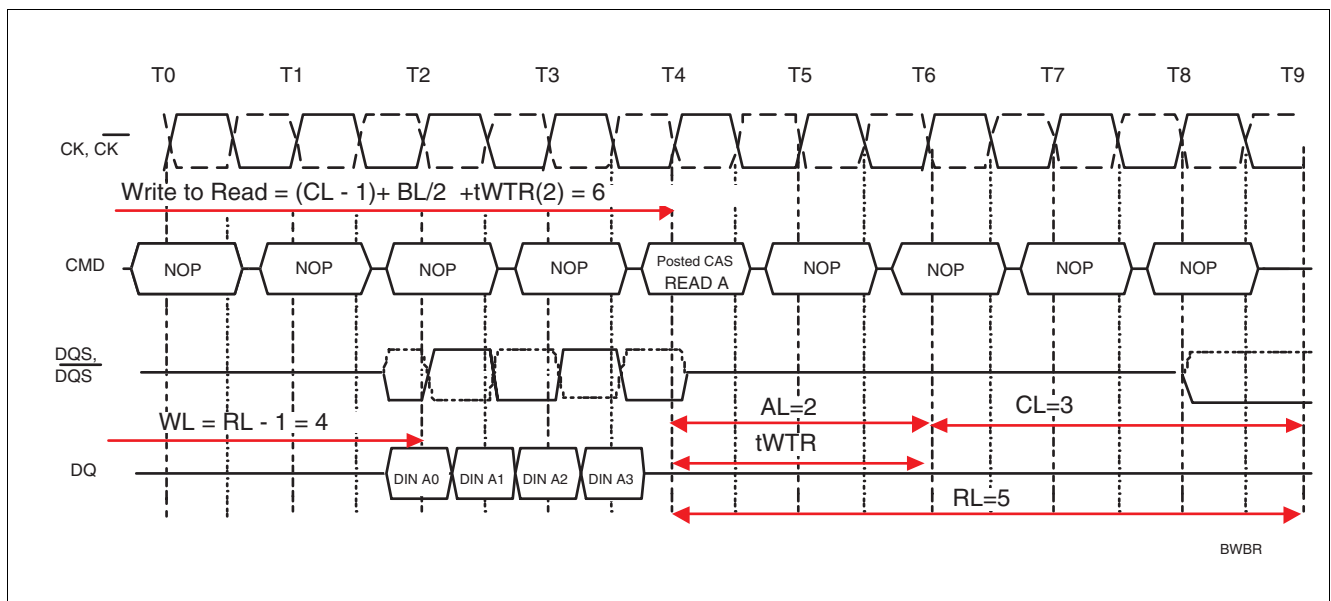 T0 T1 T2 T3 T4 T5 T6 T7 T8 T9
CK, CK
Write to Read = (CL - 1)+ BL/2 +tWTR(2) = 6
CMD NOP NOP NOP NOP Posted CAS READ A NOP NOP NOP NOP
DQS,
DQS
WL = RL - 1 = 4
AL=2
CL=3
tWTR
DQ DIN A0 DIN A1 DIN A2 DIN A3
RL=5
BWBR